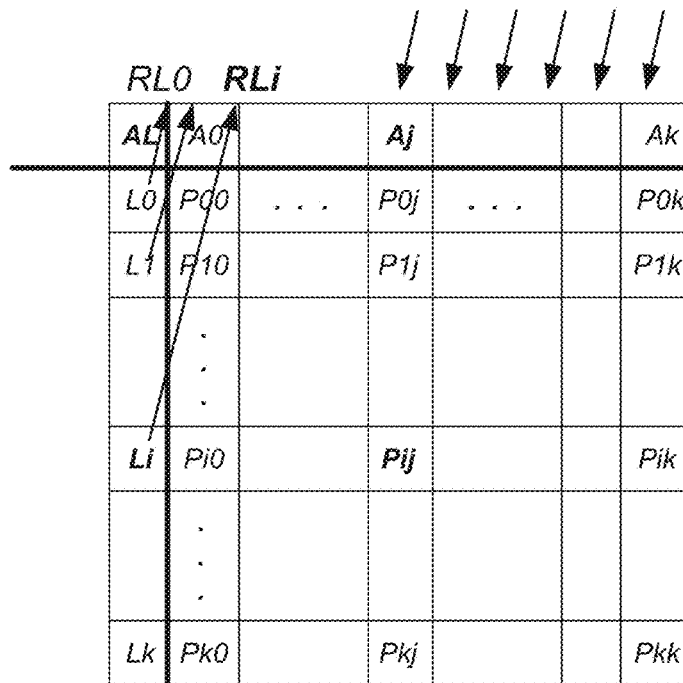 RL0 RLi
AL A0 Aj Ak
L0 P00 . . . P0j . . . P0k
L1 P10 P1j P1k
.
.
.
Li Pi0 Pij Pik
.
.
.
Lk Pk0 Pkj Pkk